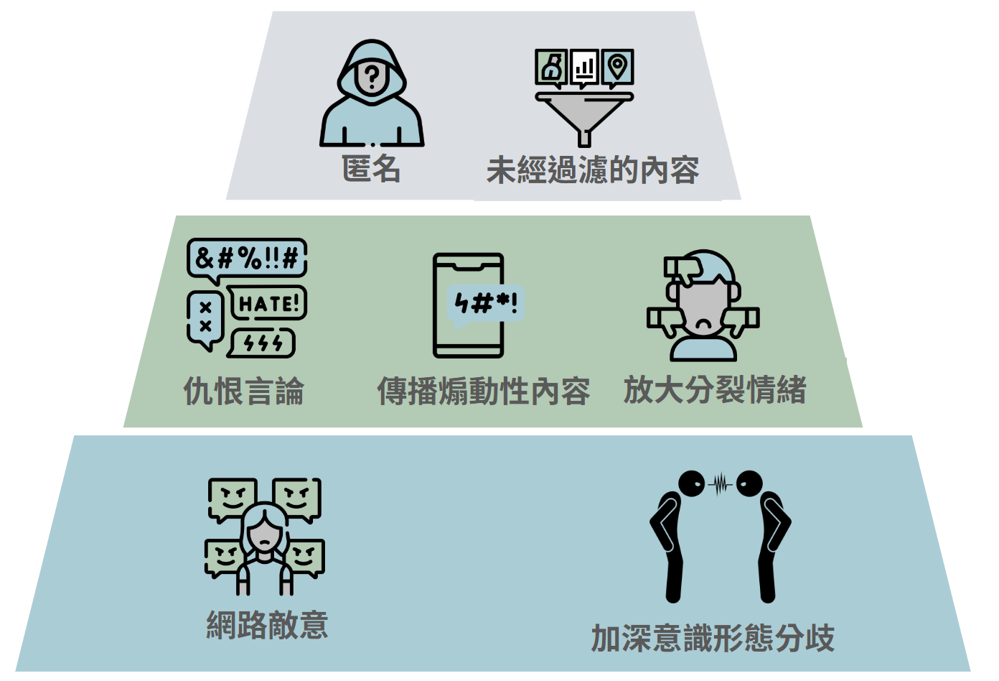 ?
匿名
未經過濾的內容
&#%!!#
HATE!
xx
仇恨言論
#*!
傳播煽動性內容
放大分裂情緒
網路敵意
加深意識形態分歧